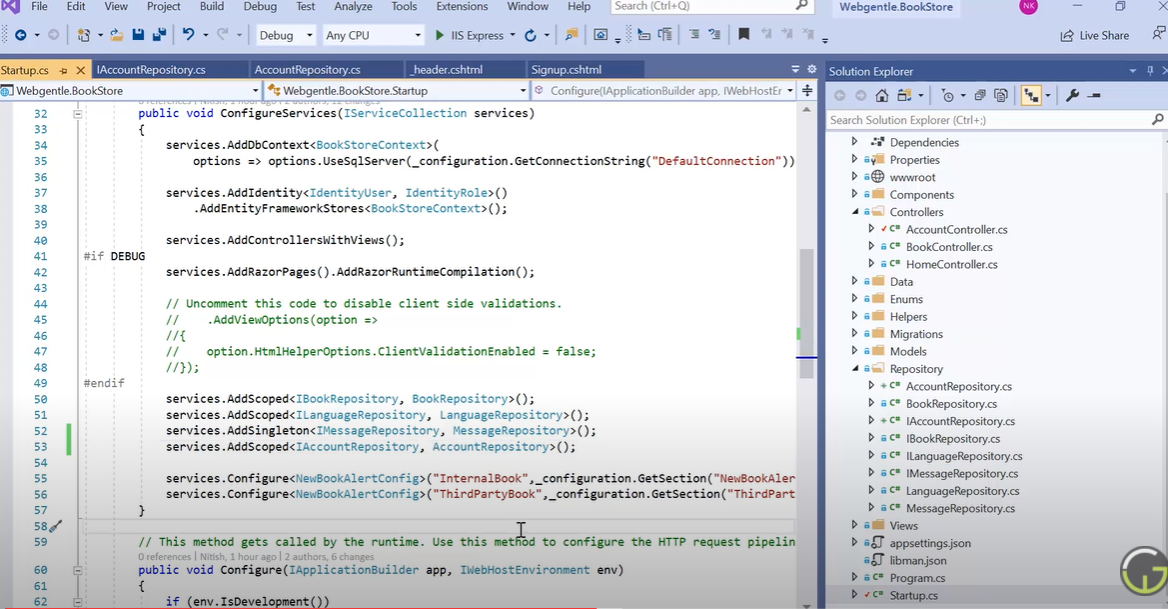 File Edit View Project Build Debug Test Analyze Tools Extensions Window Help Search (Ctrl+Q) Webgentle.BookStore NK
Debug Any CPU IIS Express Live Share
Startup.cs IAccountRepository.cs AccountRepository.cs _header.cshtml Signup.cshtml
Webgentle.BookStore Webgentle.BookStore.Startup Configure(IApplicationBuilder app, IWebHostEr
0 references | Nitish, 1 hour ago | 2 authors, 12 changes
32 public void ConfigureServices(IServiceCollection services)
33 {
34 services.AddDbContext<BookStoreContext>(
35 options => options.UseSqlServer(_configuration.GetConnectionString("DefaultConnection"))
36
37 services.AddIdentity<IdentityUser, IdentityRole>()
38 .AddEntityFrameworkStores<BookStoreContext>();
39
40 services.AddControllersWithViews();
41 #if DEBUG
42 services.AddRazorPages().AddRazorRuntimeCompilation();
43
44 // Uncomment this code to disable client side validations.
45 // .AddViewOptions(option =>
46 //{
47 // option.HtmlHelperOptions.ClientValidationEnabled = false;
48 //});
49 #endif
50 services.AddScoped<IBookRepository, BookRepository>();
51 services.AddScoped<ILanguageRepository, LanguageRepository>();
52 services.AddSingleton<IMessageRepository, MessageRepository>();
53 services.AddScoped<IAccountRepository, AccountRepository>();
54
55 services.Configure<NewBookAlertConfig>("InternalBook",_configuration.GetSection("NewBookAler
56 services.Configure<NewBookAlertConfig>("ThirdPartyBook",_configuration.GetSection("ThirdPart
57 }
58
59 // This method gets called by the runtime. Use this method to configure the HTTP request pipelin
0 references | Nitish, 1 hour ago | 2 authors, 6 changes
60 public void Configure(IApplicationBuilder app, IWebHostEnvironment env)
61 {
62 if (env.IsDevelopment())
Solution Explorer
Search Solution Explorer (Ctrl+;)
Dependencies
Properties
wwwroot
Components
Controllers
C# AccountController.cs
C# BookController.cs
C# HomeController.cs
Data
Enums
Helpers
Migrations
Models
Repository
C# AccountRepository.cs
C# BookRepository.cs
C# IAccountRepository.cs
C# IBookRepository.cs
C# ILanguageRepository.cs
C# IMessageRepository.cs
C# LanguageRepository.cs
C# MessageRepository.cs
Views
appsettings.json
libman.json
C# Program.cs
C# Startup.cs